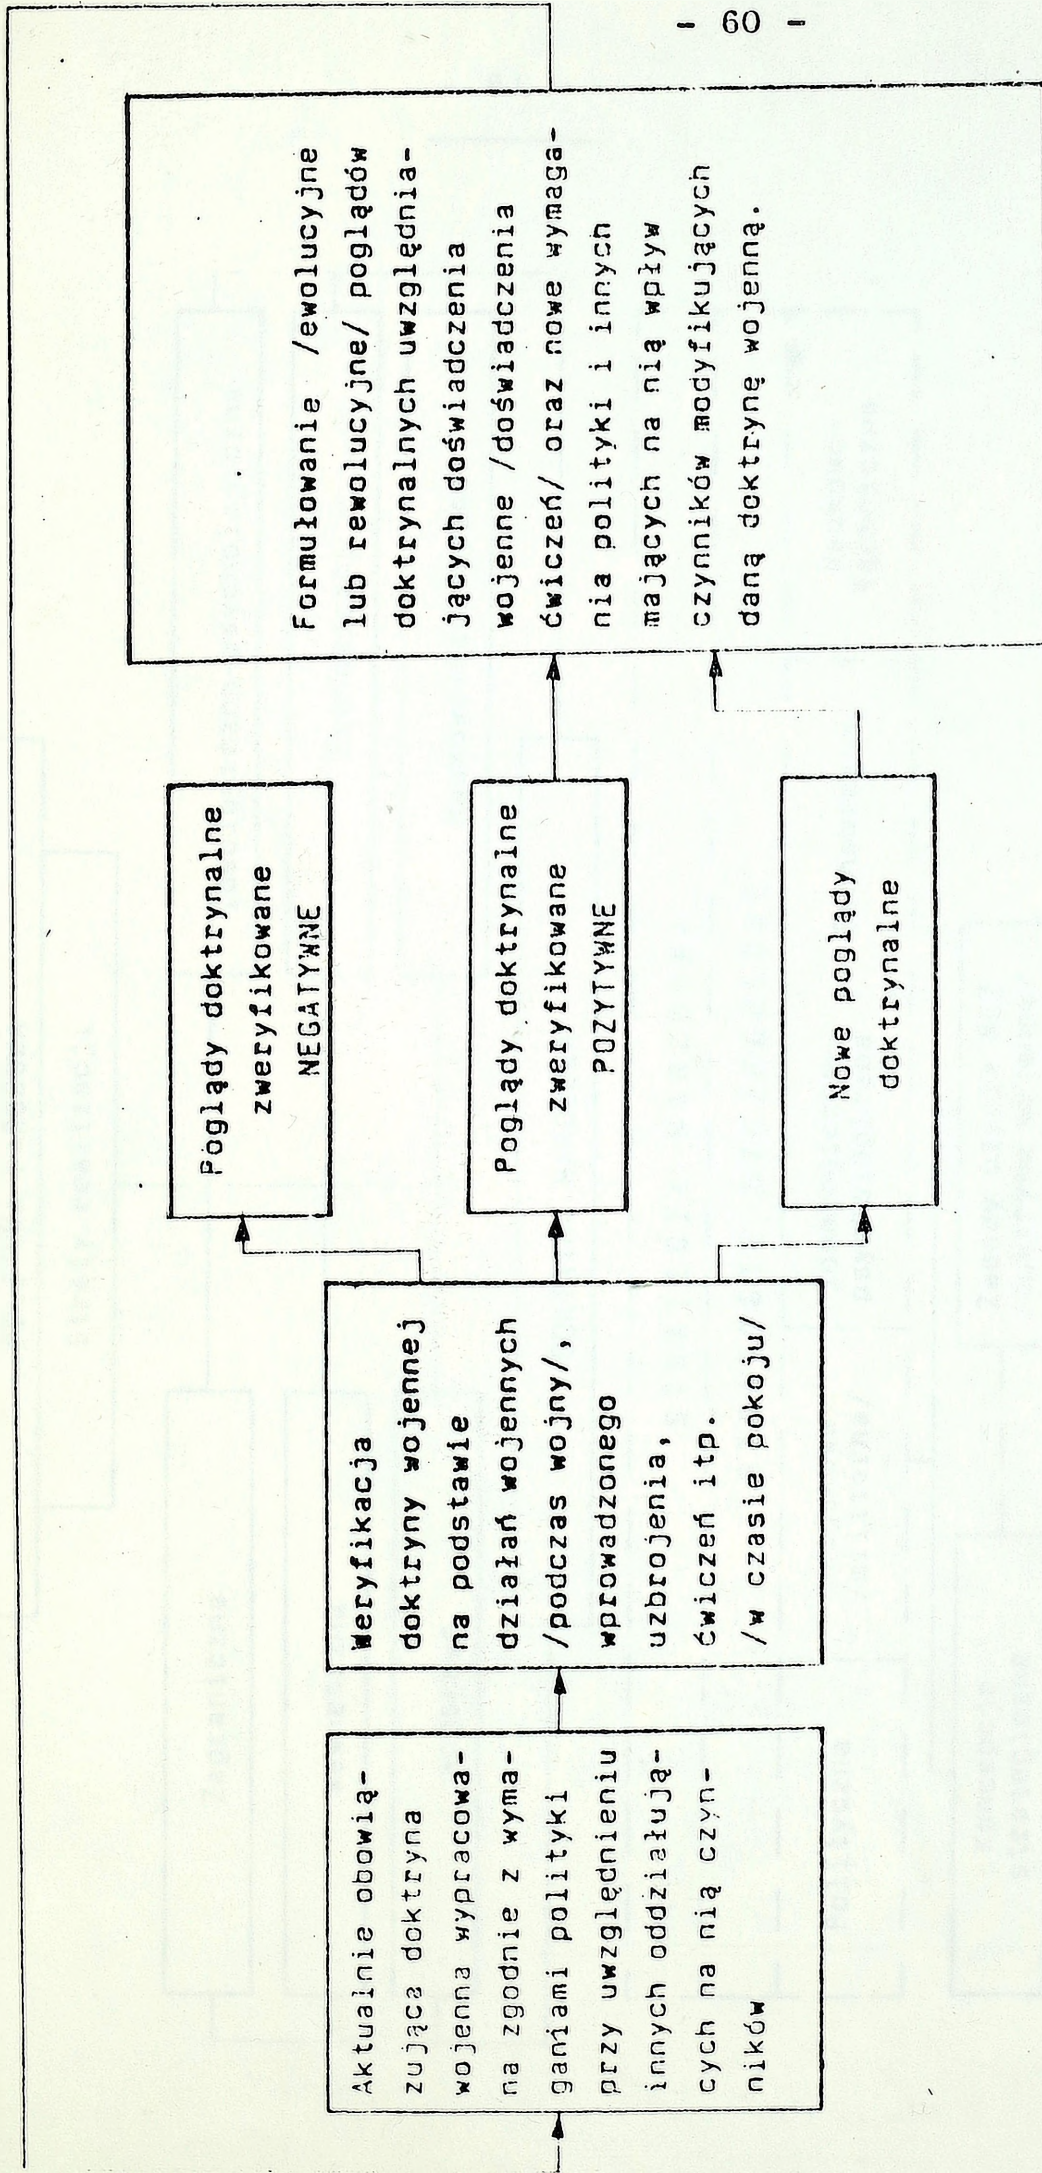 - 60 -
Aktualnie obowią-
zująca doktryna
wojenna wypracowa-
na zgodnie z wyma-
ganiami polityki
przy uwzględnieniu
innych oddziałują-
cych na nią czyn-
ników
Weryfikacja
doktryny wojennej
na podstawie
działań wojennych
/podczas wojny/,
wprowadzonego
uzbrojenia,
ćwiczeń itp.
/w czasie pokoju/
Poglądy doktrynalne
zweryfikowane
NEGATYWNE
Poglądy doktrynalne
zweryfikowane
POZYTYWNE
Nowe poglądy
doktrynalne
Formułowanie /ewolucyjne
lub rewolucyjne/ poglądów
doktrynalnych uwzględnia-
jących doświadczenia
wojenne /doświadczenia
ćwiczeń/ oraz nowe wymaga-
nia polityki i innych
mających na nią wpływ
czynników modyfikujących
daną doktrynę wojenną.